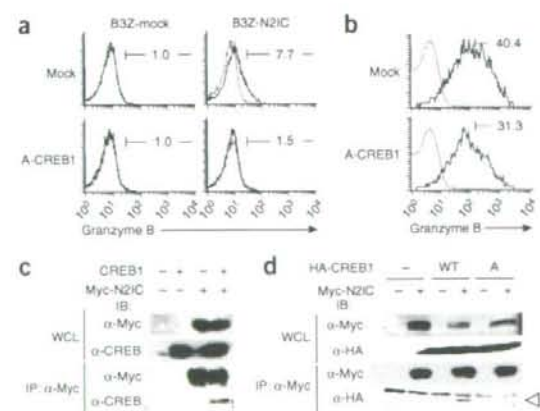 a
B3Z-mock
B3Z-N2IC
Mock
1.0
7.7
A-CREB1
1.0
1.5
10⁰ 10¹ 10² 10³ 10⁴
10⁰ 10¹ 10² 10³ 10⁴
Granzyme B
b
Mock
40.4
A-CREB1
31.3
10⁰ 10¹ 10² 10³ 10⁴
Granzyme B
c
CREB1 - + - +
Myc-N2IC - - + +
IB:
WCL
α-Myc
α-CREB
IP: α-Myc
α-Myc
α-CREB
d
HA-CREB1 - WT A
Myc-N2IC - + - + - +
IB
WCL
α-Myc
α-HA
IP: α-Myc
α-Myc
α-HA